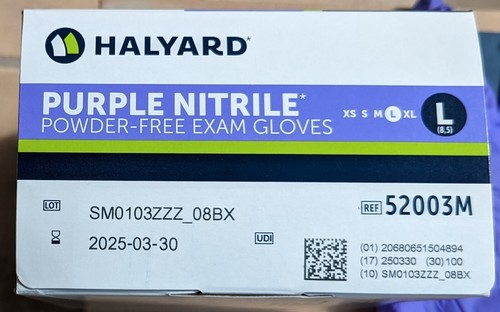 HALYARD*
PURPLE NITRILE*
POWDER-FREE EXAM GLOVES
XS S M L XL
L
(8,5)
LOT SM0103ZZZ_08BX
2025-03-30
REF 52003M
UDI
(01) 20680651504894
(17) 250330 (30)100
(10) SM0103ZZZ_08BX